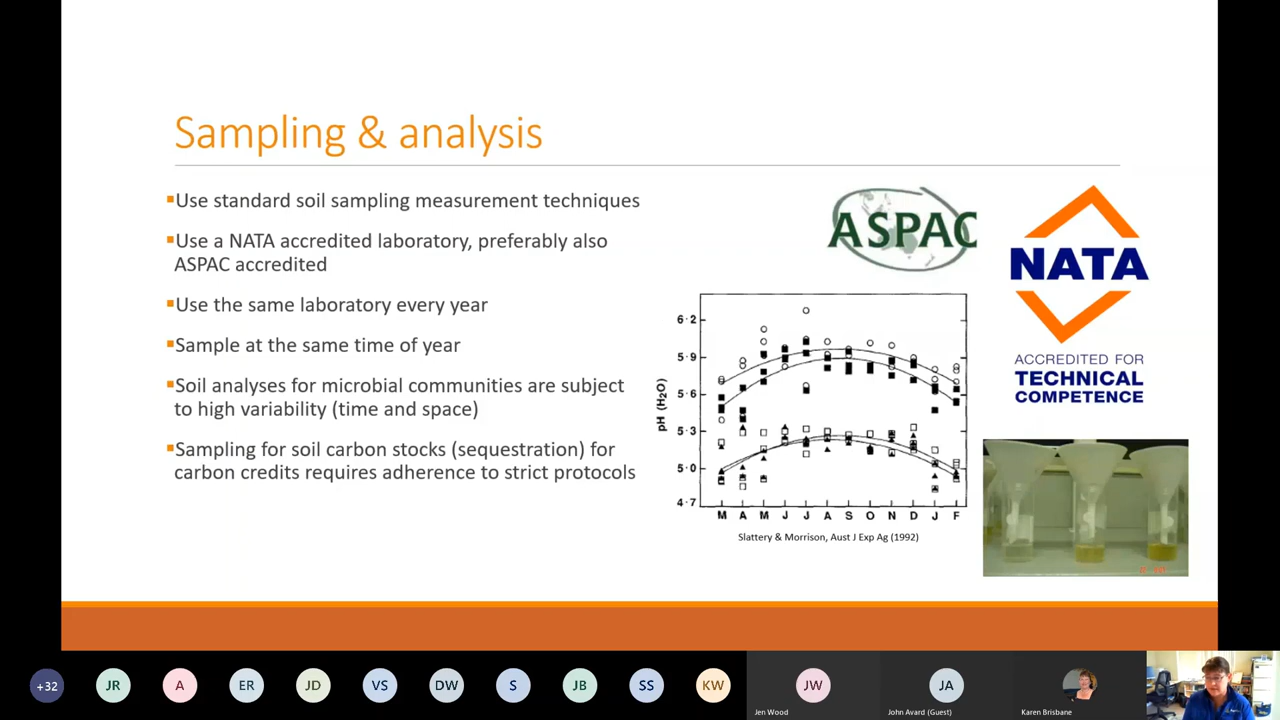 Sampling & analysis
▪Use standard soil sampling measurement techniques
▪Use a NATA accredited laboratory, preferably also
ASPAC accredited
▪Use the same laboratory every year
▪Sample at the same time of year
▪Soil analyses for microbial communities are subject
to high variability (time and space)
▪Sampling for soil carbon stocks (sequestration) for
carbon credits requires adherence to strict protocols
ASPAC
NATA
ACCREDITED FOR
TECHNICAL
COMPETENCE
pH (H₂O)
6·2
5·9
5·6
5·3
5·0
4·7
M A M J J A S O N D J F
Slattery & Morrison, Aust J Exp Ag (1992)
+32 JR A ER JD VS DW S JB SS KW JW JA
Jen Wood
John Avard (Guest)
Karen Brisbane